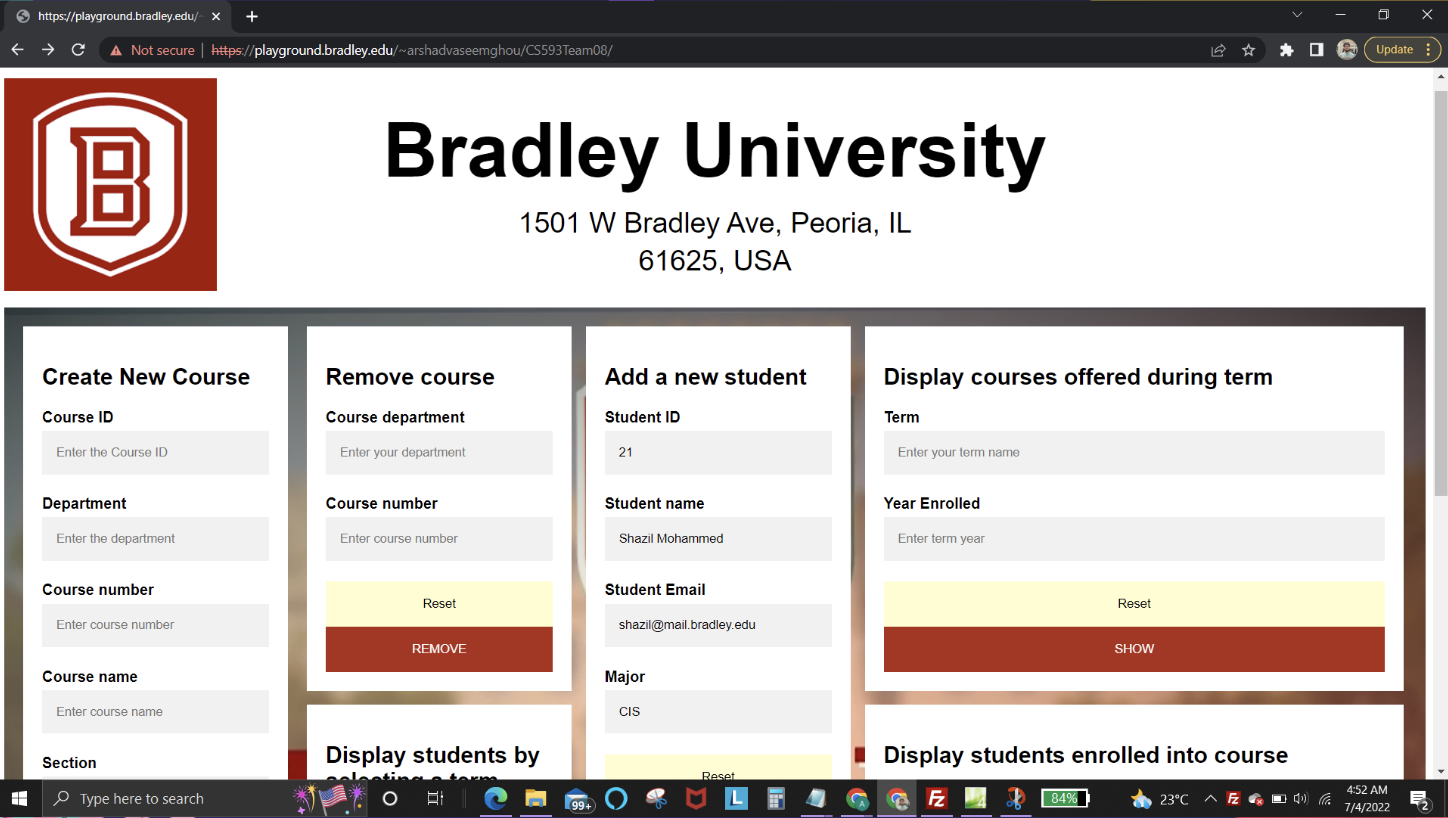 https://playground.bradley.edu/~
Not secure | https://playground.bradley.edu/~arshadvaseemghou/CS593Team08/
Update
B
Bradley University
1501 W Bradley Ave, Peoria, IL
61625, USA
Create New Course
Course ID
Enter the Course ID
Department
Enter the department
Course number
Enter course number
Course name
Enter course name
Section
Remove course
Course department
Enter your department
Course number
Enter course number
Reset
REMOVE
Display students by
selecting a term
Add a new student
Student ID
21
Student name
Shazil Mohammed
Student Email
shazil@mail.bradley.edu
Major
CIS
Reset
Display courses offered during term
Term
Enter your term name
Year Enrolled
Enter term year
Reset
SHOW
Display students enrolled into course
Type here to search
99+
L
A
FZ
84%
23°C
FZ
4:52 AM
7/4/2022
2